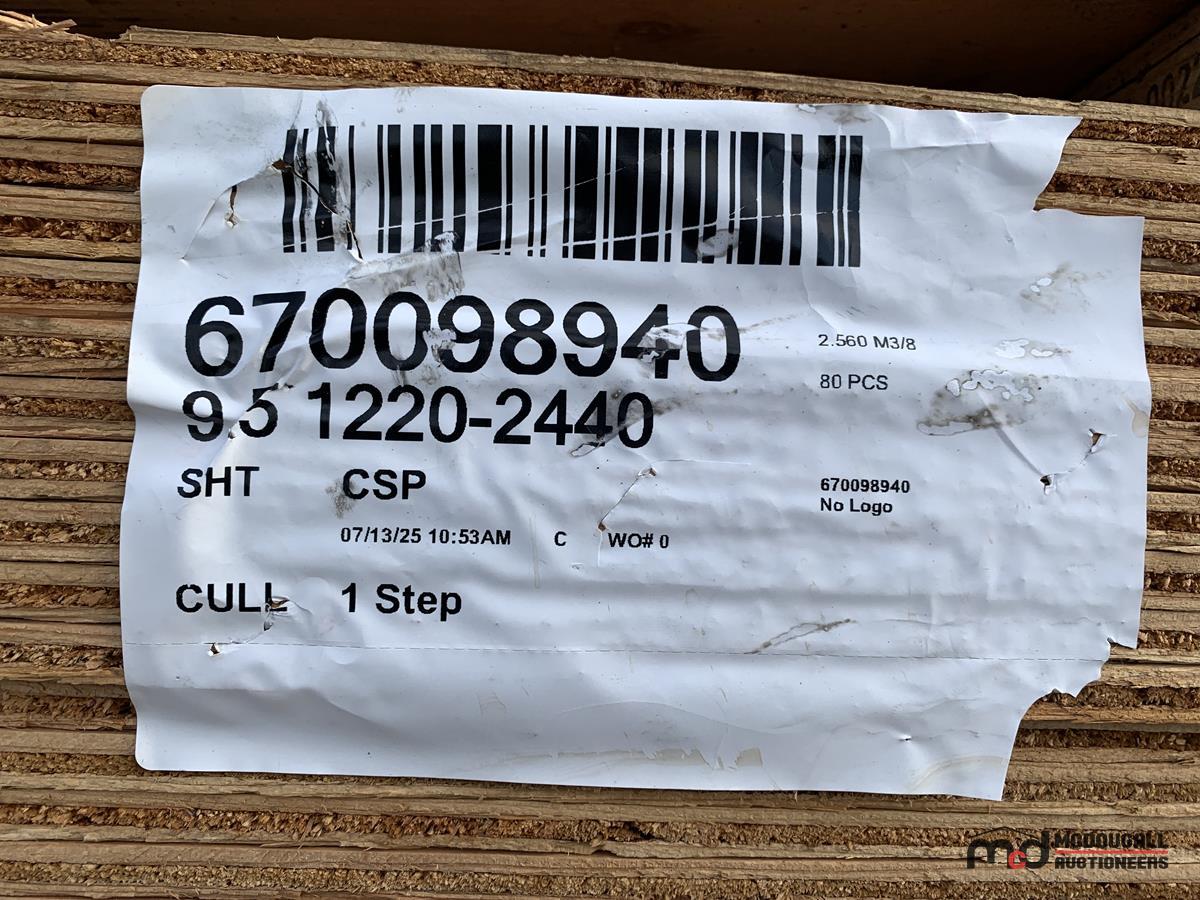 670098940
2.560 M3/8
9.5 1220-2440
80 PCS
SHT CSP
670098940
No Logo
07/13/25 10:53AM C WO# 0
CULL 1 Step
mcd MCDOUGALL
AUCTIONEERS